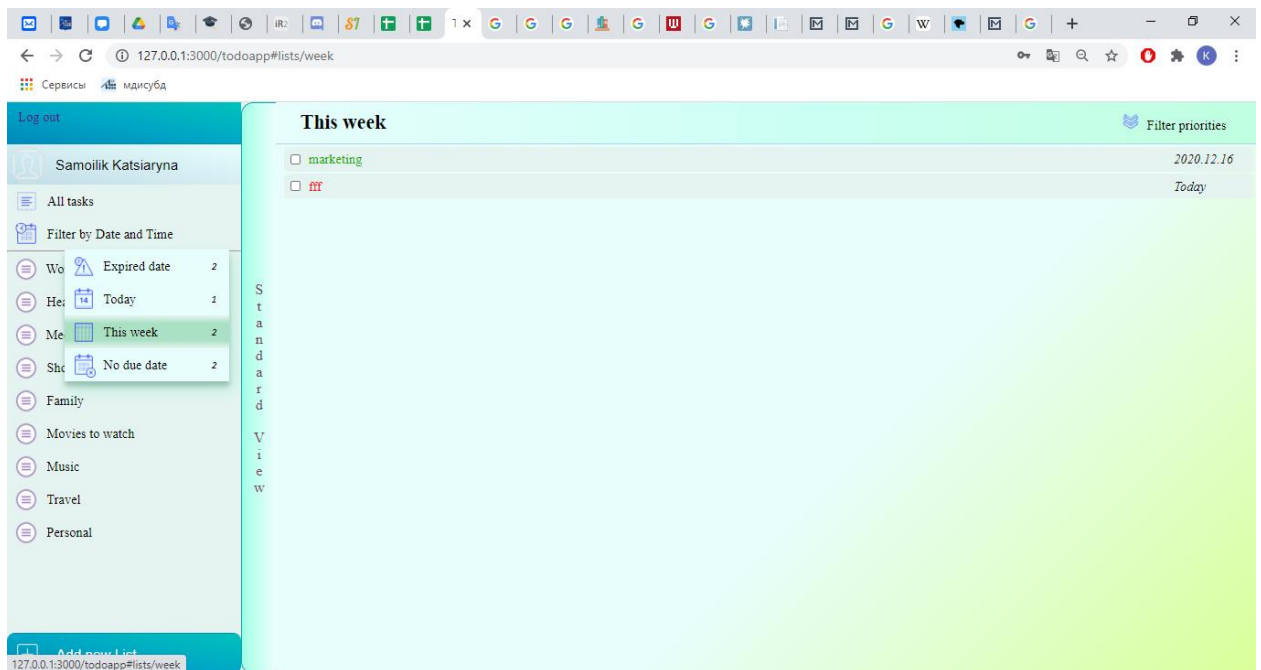 127.0.0.1:3000/todoapp#lists/week
Сервисы мдисубд
Log out
Samoilik Katsiaryna
All tasks
Filter by Date and Time
Expired date 2
Today 1
This week 2
No due date 2
Family
Movies to watch
Music
Travel
Personal
Add new List
127.0.0.1:3000/todoapp#lists/week
Standard View
This week
Filter priorities
marketing 2020.12.16
fff Today